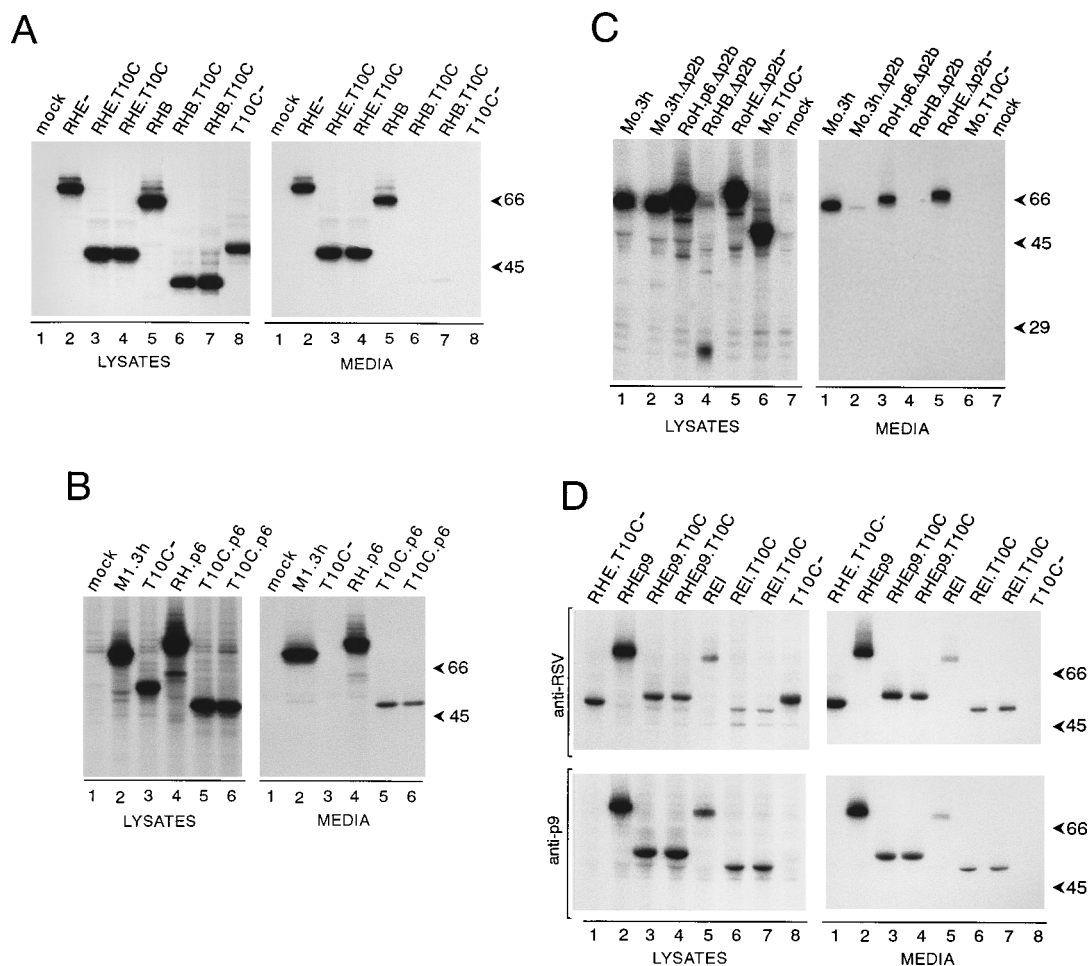 A
mock
RHE-
RHE.T10C
RHE.T10C
RHB
RHB.T10C
RHB.T10C
T10C-
mock
RHE-
RHE.T10C
RHE.T10C
RHB
RHB.T10C
RHB.T10C
T10C-
66
45
1 2 3 4 5 6 7 8
1 2 3 4 5 6 7 8
LYSATES
MEDIA
C
Mo.3h
Mo.3h.Δp2b
RoH.p6.Δp2b
RoHB.Δp2b
RoHE.Δp2b-
Mo.T10C-
mock
Mo.3h
Mo.3h.Δp2b
RoH.p6.Δp2b
RoHB.Δp2b
RoHE.Δp2b-
Mo.T10C-
mock
66
45
29
1 2 3 4 5 6 7
1 2 3 4 5 6 7
LYSATES
MEDIA
B
mock
M1.3h
T10C-
RH.p6
T10C.p6
T10C.p6
mock
M1.3h
T10C-
RH.p6
T10C.p6
T10C.p6
66
45
1 2 3 4 5 6
1 2 3 4 5 6
LYSATES
MEDIA
D
RHE.T10C-
RHEp9
RHEp9.T10C
RHEp9.T10C
REI
REI.T10C
REI.T10C
T10C-
RHE.T10C-
RHEp9
RHEp9.T10C
RHEp9.T10C
REI
REI.T10C
REI.T10C
T10C-
anti-RSV
66
45
anti-p9
66
45
1 2 3 4 5 6 7 8
1 2 3 4 5 6 7 8
LYSATES
MEDIA